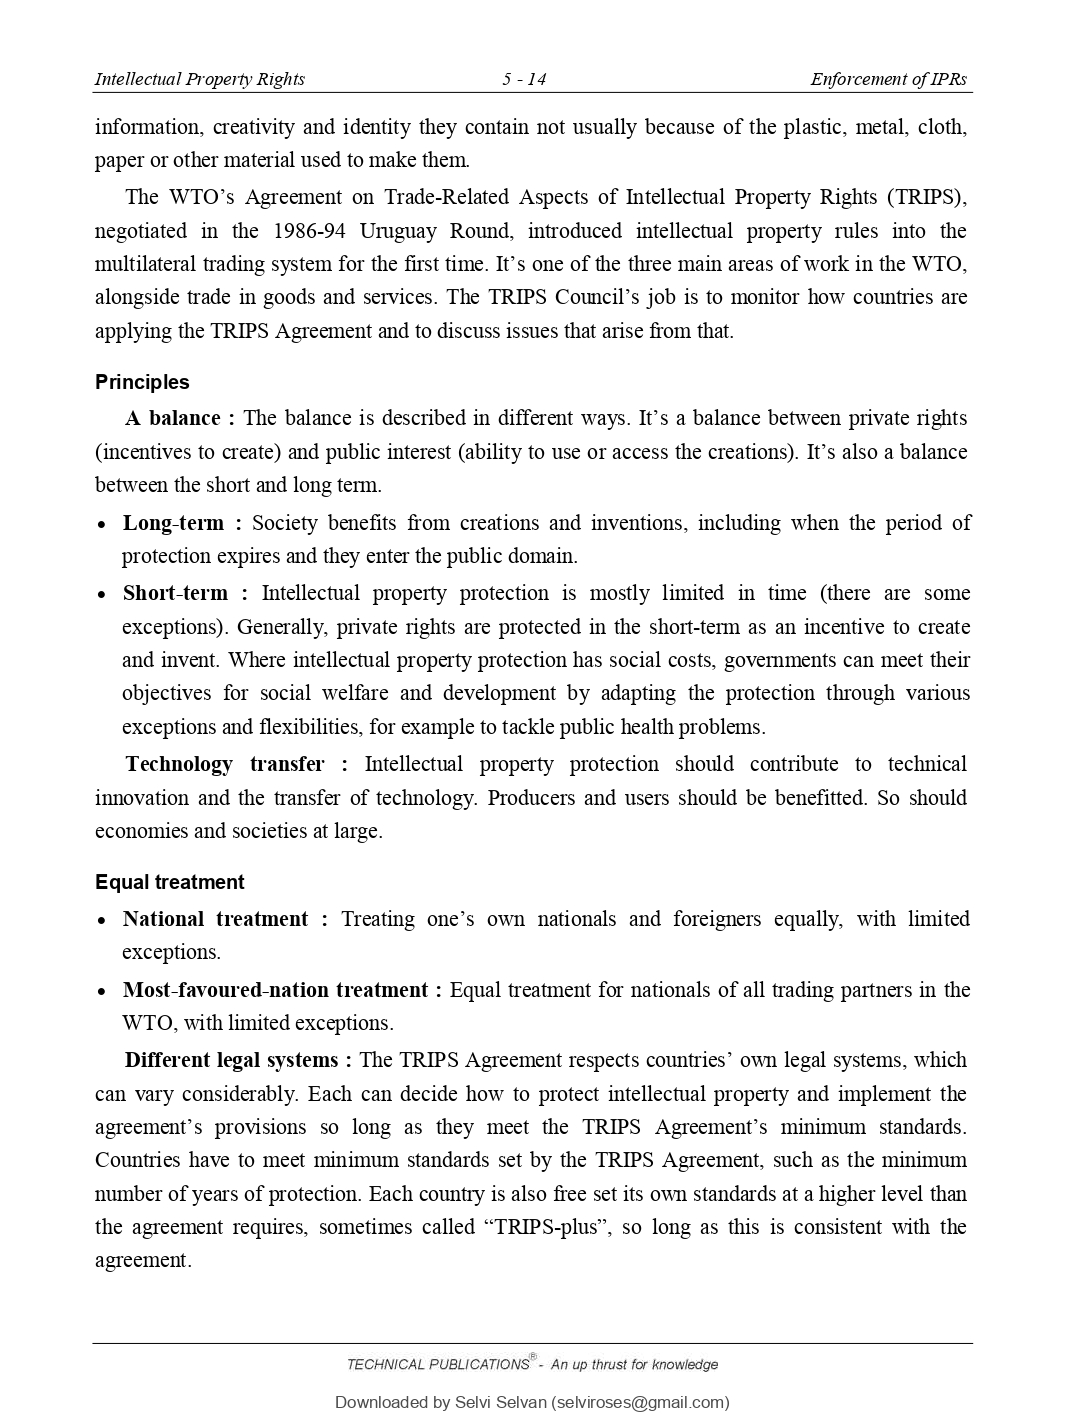 Intellectual Property Rights 5 - 14 Enforcement of IPRs
information, creativity and identity they contain not usually because of the plastic, metal, cloth,
paper or other material used to make them.
The WTO’s Agreement on Trade-Related Aspects of Intellectual Property Rights (TRIPS),
negotiated in the 1986-94 Uruguay Round, introduced intellectual property rules into the
multilateral trading system for the first time. It’s one of the three main areas of work in the WTO,
alongside trade in goods and services. The TRIPS Council’s job is to monitor how countries are
applying the TRIPS Agreement and to discuss issues that arise from that.
Principles
A balance : The balance is described in different ways. It’s a balance between private rights
(incentives to create) and public interest (ability to use or access the creations). It’s also a balance
between the short and long term.
• Long-term : Society benefits from creations and inventions, including when the period of
protection expires and they enter the public domain.
• Short-term : Intellectual property protection is mostly limited in time (there are some
exceptions). Generally, private rights are protected in the short-term as an incentive to create
and invent. Where intellectual property protection has social costs, governments can meet their
objectives for social welfare and development by adapting the protection through various
exceptions and flexibilities, for example to tackle public health problems.
Technology transfer : Intellectual property protection should contribute to technical
innovation and the transfer of technology. Producers and users should be benefitted. So should
economies and societies at large.
Equal treatment
• National treatment : Treating one’s own nationals and foreigners equally, with limited
exceptions.
• Most-favoured-nation treatment : Equal treatment for nationals of all trading partners in the
WTO, with limited exceptions.
Different legal systems : The TRIPS Agreement respects countries’ own legal systems, which
can vary considerably. Each can decide how to protect intellectual property and implement the
agreement’s provisions so long as they meet the TRIPS Agreement’s minimum standards.
Countries have to meet minimum standards set by the TRIPS Agreement, such as the minimum
number of years of protection. Each country is also free set its own standards at a higher level than
the agreement requires, sometimes called “TRIPS-plus”, so long as this is consistent with the
agreement.
TECHNICAL PUBLICATIONS® - An up thrust for knowledge
Downloaded by Selvi Selvan (selviroses@gmail.com)